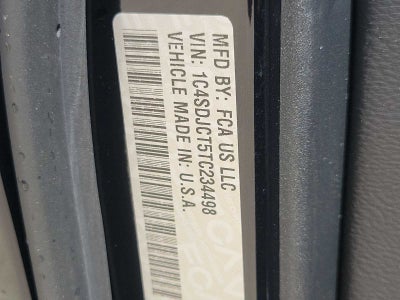 MFD BY: FCA US LLC
VIN: 1C4SDJCT5TC234498
VEHICLE MADE IN U.S.A.